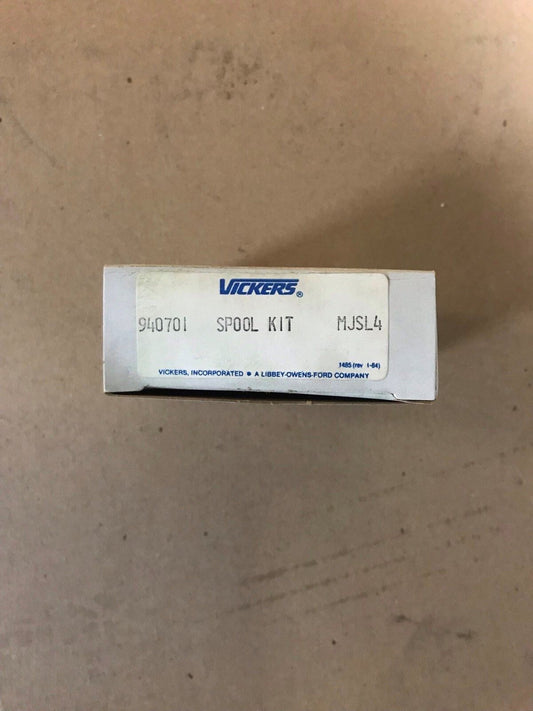 VICKERS®
940701 SPOOL KIT MJSL4
1485 (rev 1-84)
VICKERS, INCORPORATED • A LIBBEY-OWENS-FORD COMPANY